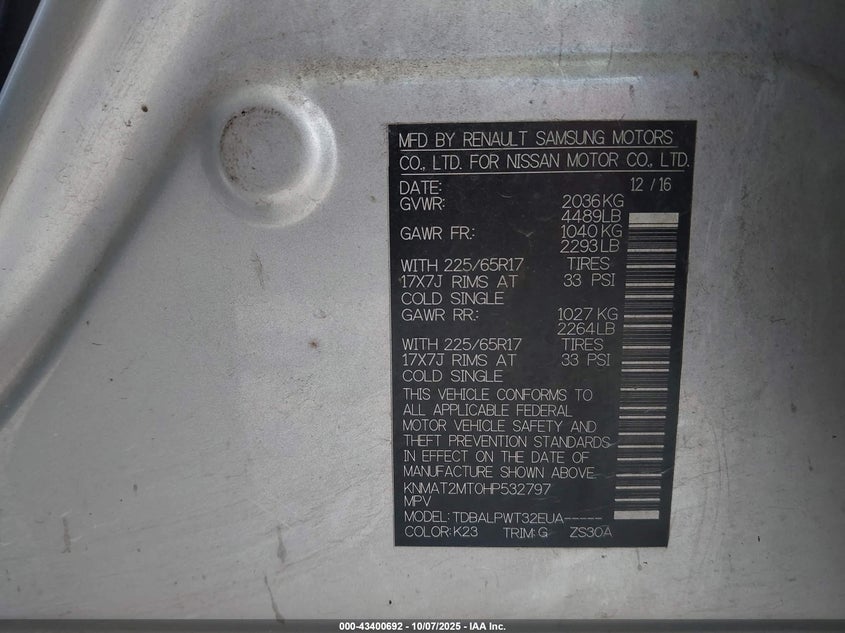 MFD BY RENAULT SAMSUNG MOTORS
CO., LTD. FOR NISSAN MOTOR CO., LTD.
DATE: 12 / 16
GVWR: 2036 KG
4489 LB
GAWR FR.: 1040 KG
2293 LB
WITH 225/65R17 TIRES
17X7J RIMS AT 33 PSI
COLD SINGLE
GAWR RR.: 1027 KG
2264 LB
WITH 225/65R17 TIRES
17X7J RIMS AT 33 PSI
COLD SINGLE
THIS VEHICLE CONFORMS TO
ALL APPLICABLE FEDERAL
MOTOR VEHICLE SAFETY AND
THEFT PREVENTION STANDARDS
IN EFFECT ON THE DATE OF
MANUFACTURE SHOWN ABOVE.
KNMAT2MT0HP532797
MPV
MODEL: TDBALPWT32EUA-----
COLOR: K23 TRIM: G ZS30A
000-43400692 - 10/07/2025 - IAA Inc.